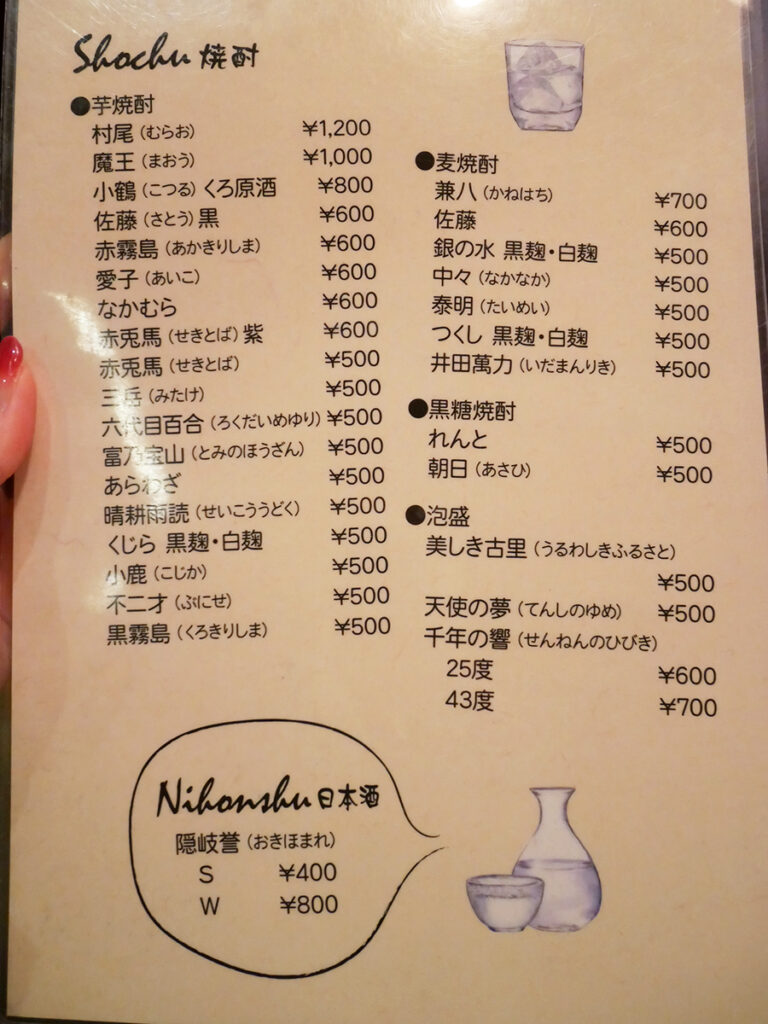 Shochu 焼酎
●芋焼酎
村尾(むらお) ¥1,200
魔王(まおう) ¥1,000
小鶴(こつる)くろ原酒 ¥800
佐藤(さとう)黒 ¥600
赤霧島(あかきりしま) ¥600
愛子(あいこ) ¥600
なかむら ¥600
赤兎馬(せきとば)紫 ¥600
赤兎馬(せきとば) ¥500
三岳(みたけ) ¥500
六代目百合(ろくだいめゆり) ¥500
富乃宝山(とみのほうざん) ¥500
あらわざ ¥500
晴耕雨読(せいこううどく) ¥500
くじら 黒麹・白麹 ¥500
小鹿(こじか) ¥500
不二才(ぶにせ) ¥500
黒霧島(くろきりしま) ¥500
●麦焼酎
兼八(かねはち) ¥700
佐藤 ¥600
銀の水 黒麹・白麹 ¥500
中々(なかなか) ¥500
泰明(たいめい) ¥500
つくし 黒麹・白麹 ¥500
井田萬力(いだまんりき) ¥500
●黒糖焼酎
れんと ¥500
朝日(あさひ) ¥500
●泡盛
美しき古里(うるわしきふるさと)
¥500
天使の夢(てんしのゆめ) ¥500
千年の響(せんねんのひびき)
25度 ¥600
43度 ¥700
Nihonshu 日本酒
隠岐誉(おきほまれ)
S ¥400
W ¥800